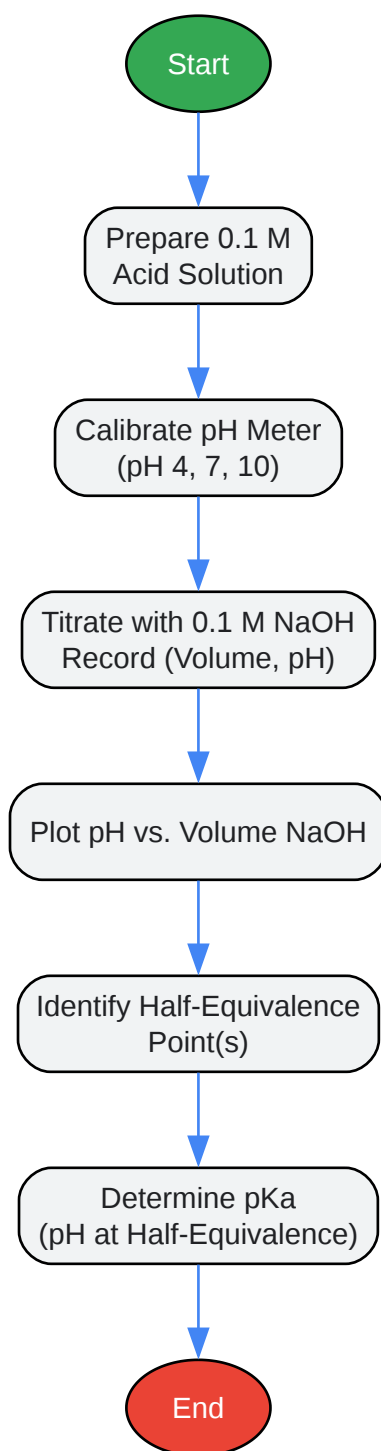 Start
Prepare 0.1 M
Acid Solution
Calibrate pH Meter
(pH 4, 7, 10)
Titrate with 0.1 M NaOH
Record (Volume, pH)
Plot pH vs. Volume NaOH
Identify Half-Equivalence
Point(s)
Determine pKa
(pH at Half-Equivalence)
End